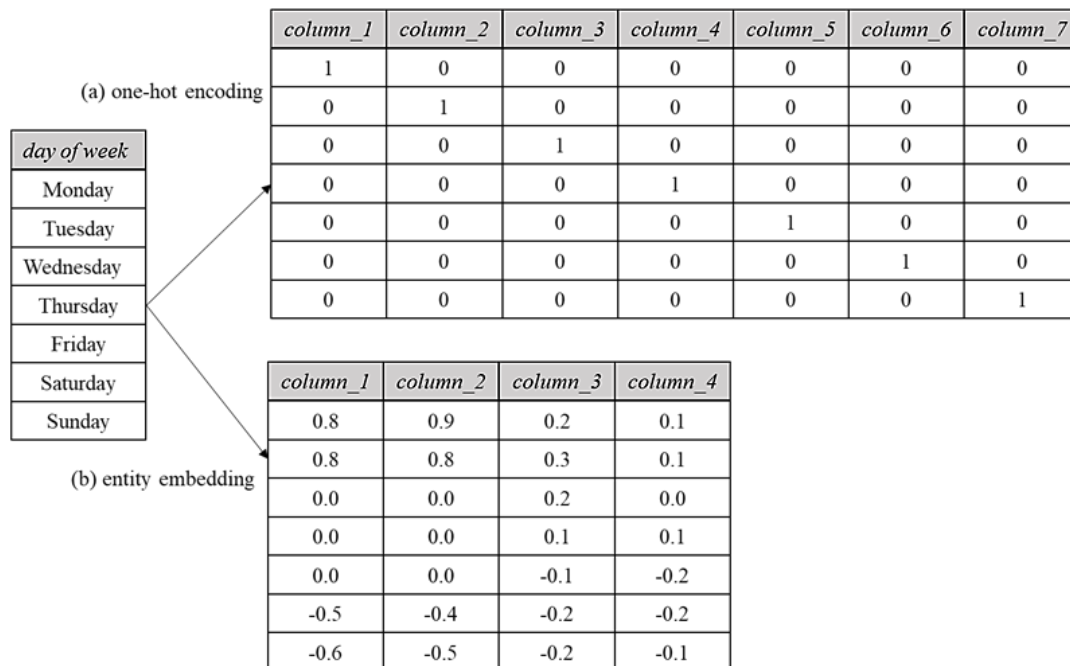 column_1 column_2 column_3 column_4 column_5 column_6 column_7
1 0 0 0 0 0 0
0 1 0 0 0 0 0
0 0 1 0 0 0 0
0 0 0 1 0 0 0
0 0 0 0 1 0 0
0 0 0 0 0 1 0
0 0 0 0 0 0 1
(a) one-hot encoding
day of week
Monday
Tuesday
Wednesday
Thursday
Friday
Saturday
Sunday
(b) entity embedding
column_1 column_2 column_3 column_4
0.8 0.9 0.2 0.1
0.8 0.8 0.3 0.1
0.0 0.0 0.2 0.0
0.0 0.0 0.1 0.1
0.0 0.0 -0.1 -0.2
-0.5 -0.4 -0.2 -0.2
-0.6 -0.5 -0.2 -0.1